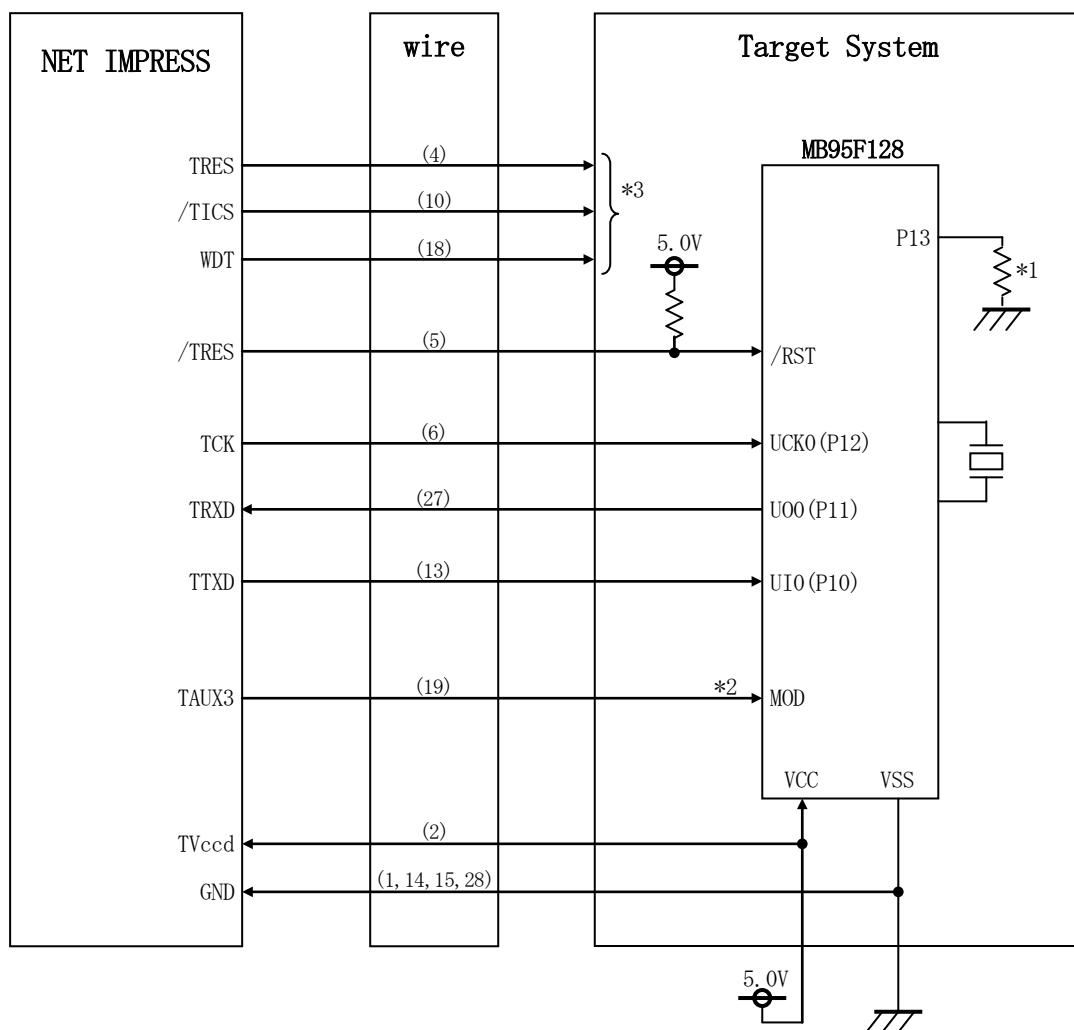 NET IMPRESS
wire
Target System
MB95F128
TRES
(4)
*3
/TICS
(10)
WDT
(18)
5.0V
P13
*1
/TRES
(5)
/RST
TCK
(6)
UCK0(P12)
TRXD
(27)
UO0(P11)
TTXD
(13)
UI0(P10)
TAUX3
(19)
*2
MOD
VCC
VSS
TVccd
(2)
GND
(1,14,15,28)
5.0V